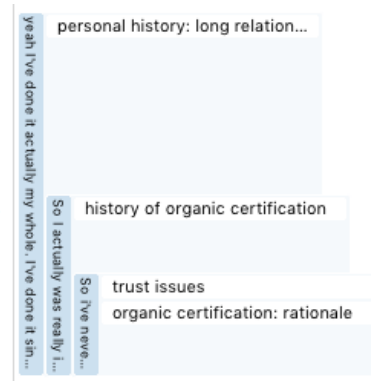 personal history: long relation...
yeah I've done it actually my whole, I've done it sin...
history of organic certification
So I actually was really i...
trust issues
So i've neve...
organic certification: rationale